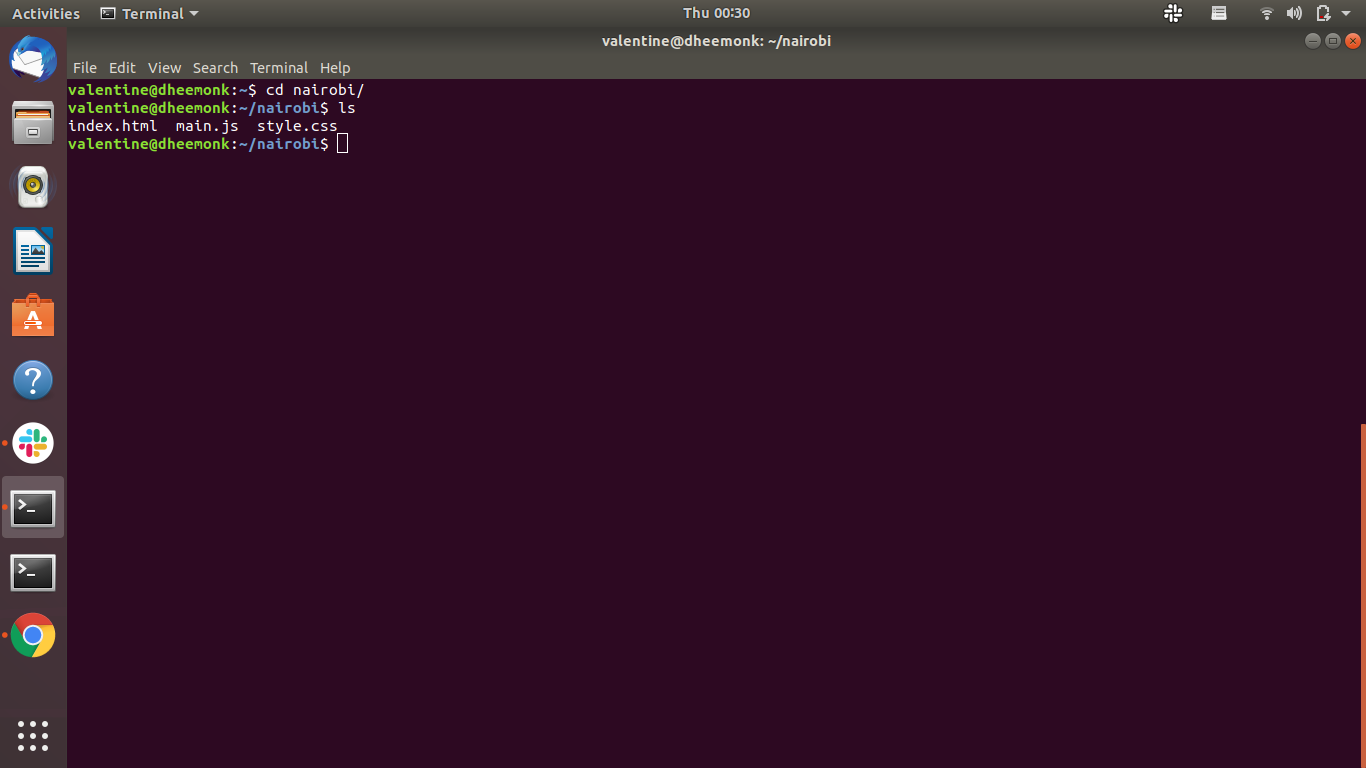 Activities Terminal Thu 00:30
valentine@dheemonk: ~/nairobi
File Edit View Search Terminal Help
valentine@dheemonk:~$ cd nairobi/
valentine@dheemonk:~/nairobi$ ls
index.html  main.js  style.css
valentine@dheemonk:~/nairobi$